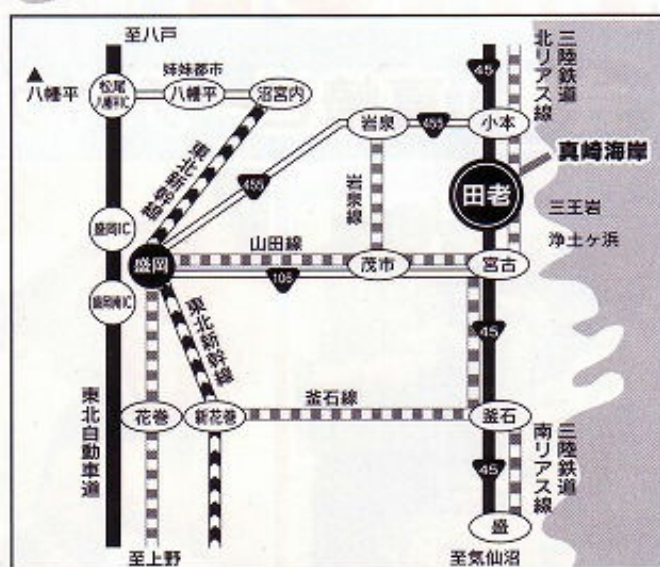 至八戸
三陸鉄道
北リアス線
45
八幡平
松尾
八幡平IC
姉妹都市
八幡平
沼宮内
岩泉
455
小本
真崎海岸
東北新幹線
455
岩泉線
田老
三王岩
浄土ヶ浜
盛岡IC
盛岡
山田線
106
茂市
宮古
盛岡南IC
東北新幹線
45
東北自動車道
花巻
新花巻
釜石線
釜石
三陸鉄道
南リアス線
45
盛
至上野
至気仙沼